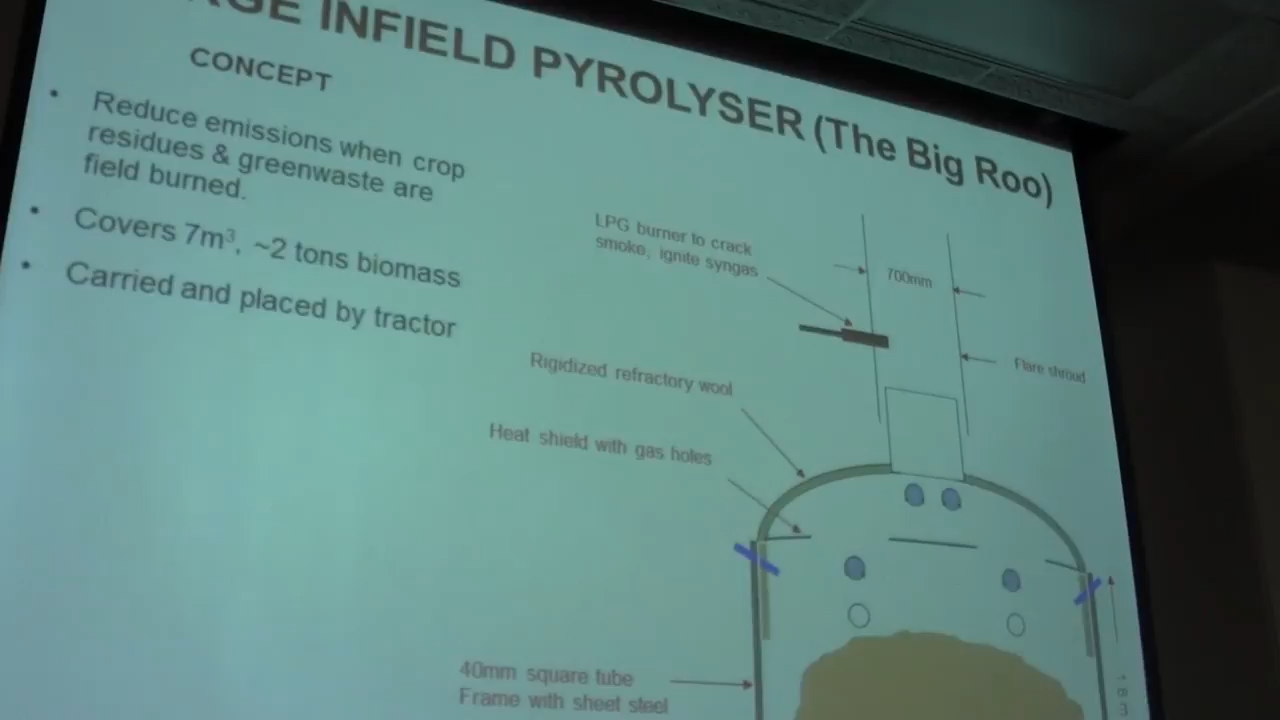 INFIELD PYROLYSER (The Big Roo)
CONCEPT
• Reduce emissions when crop
residues & greenwaste are
field burned.
• Covers 7m³, ~2 tons biomass
• Carried and placed by tractor
LPG burner to crack
smoke, ignite syngas
700mm
Flare shroud
Rigidized refractory wool
Heat shield with gas holes
40mm square tube
Frame with sheet steel